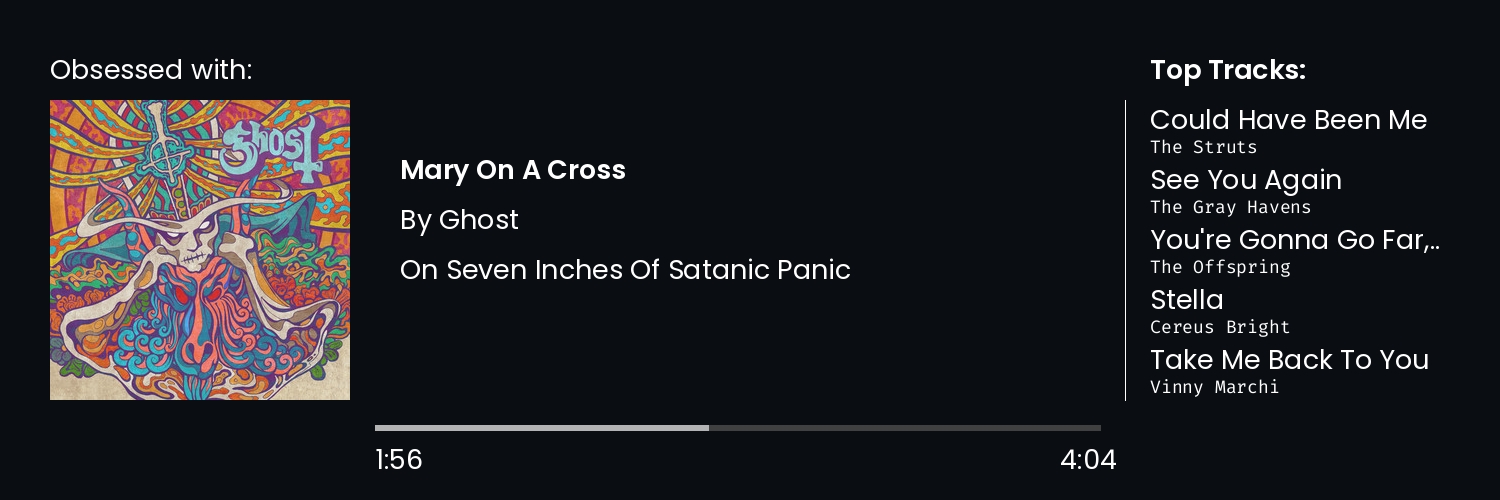 Obsessed with:
Ghost
Mary On A Cross
By Ghost
On Seven Inches Of Satanic Panic
1:56
4:04
Top Tracks:
Could Have Been Me
The Struts
See You Again
The Gray Havens
You're Gonna Go Far,..
The Offspring
Stella
Cereus Bright
Take Me Back To You
Vinny Marchi